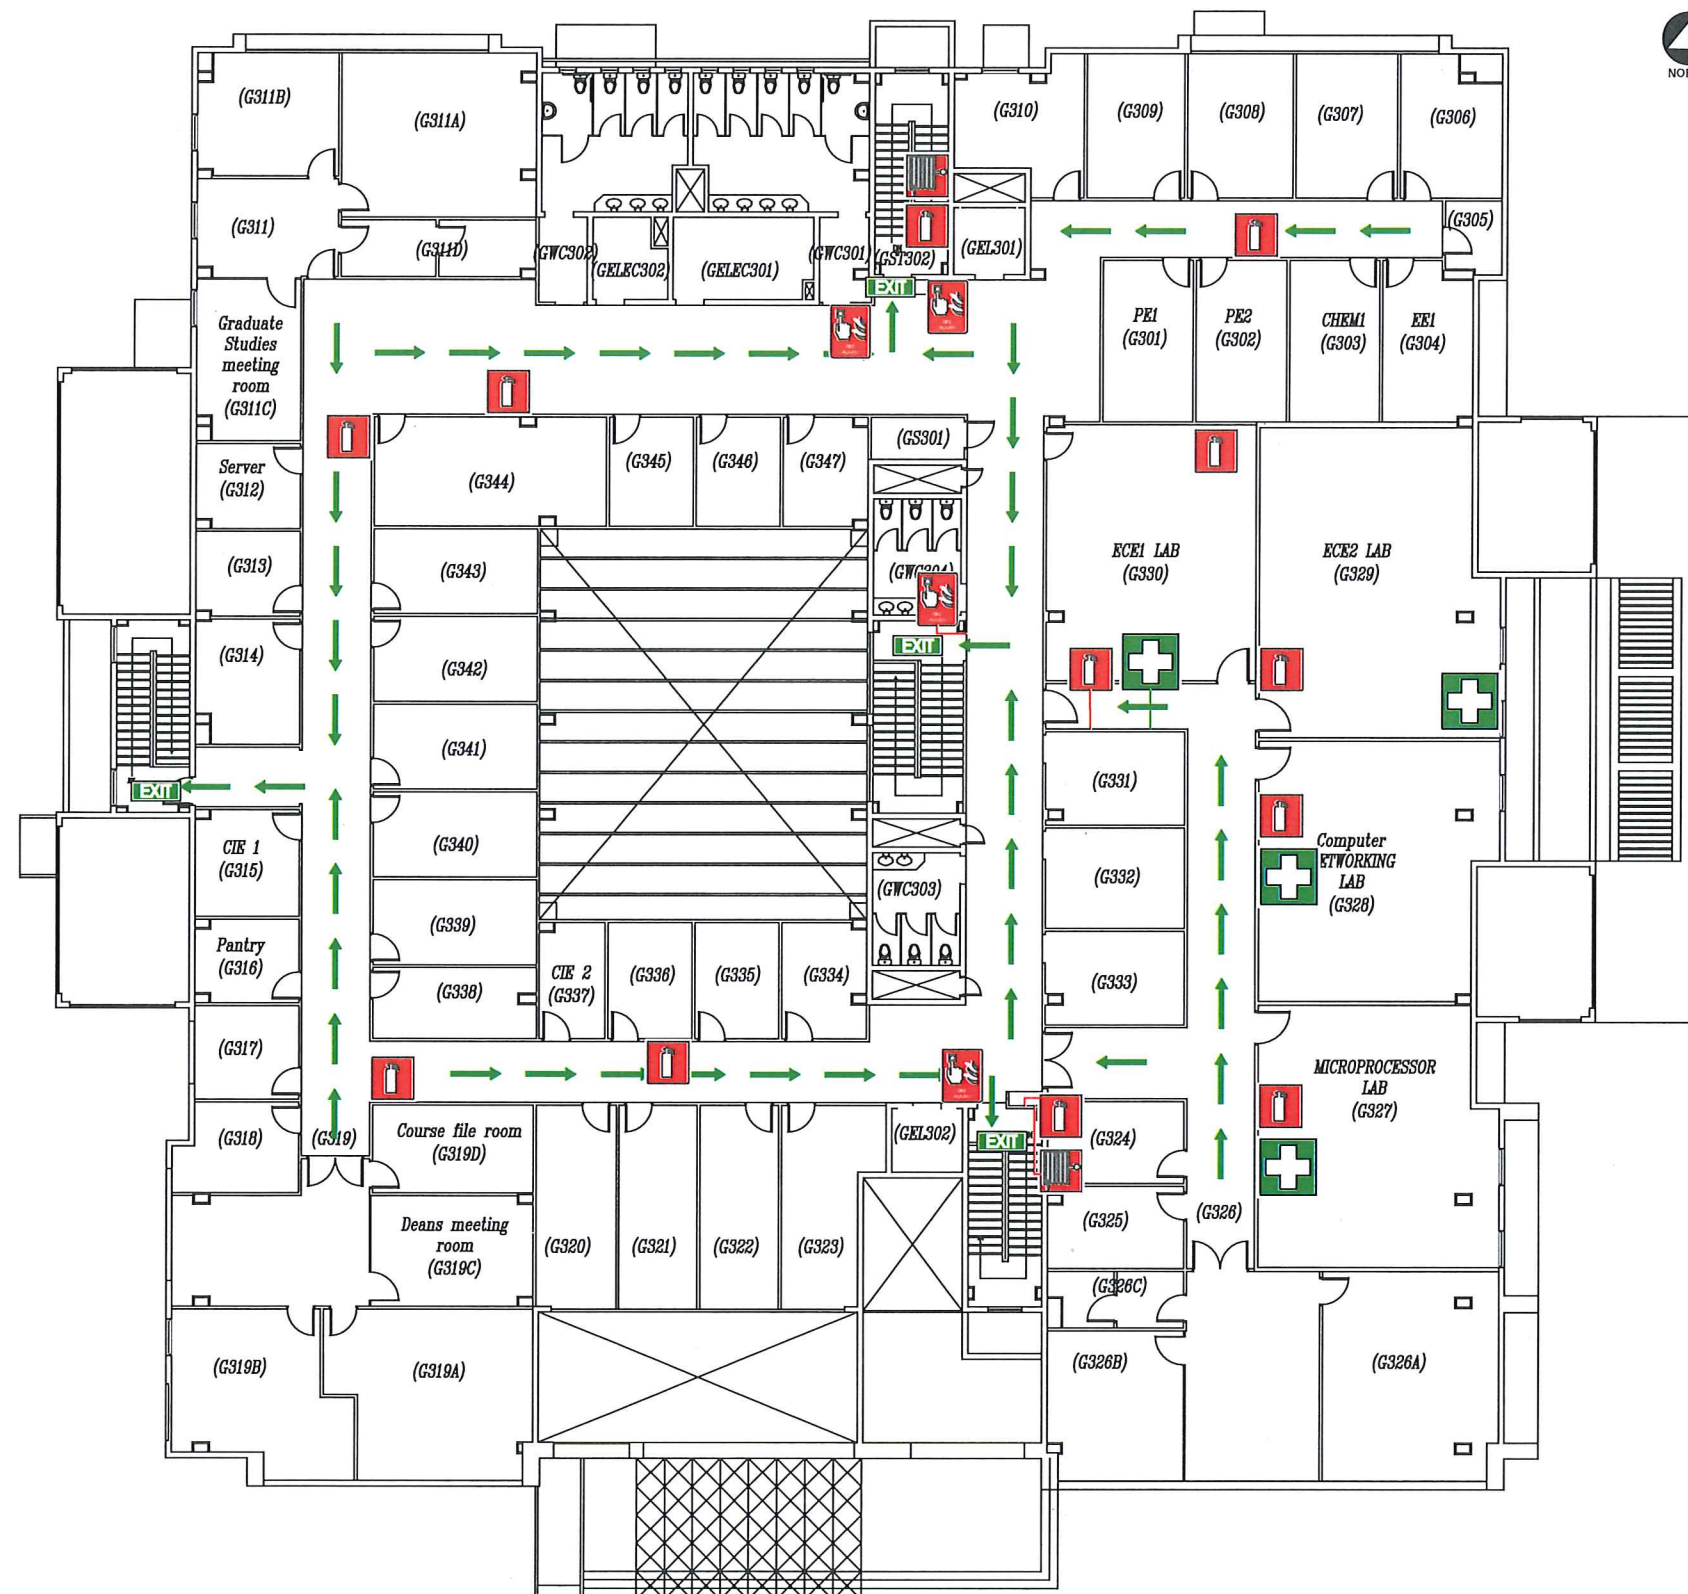 NOR
(G311B)
(G311A)
(G310)
(G309)
(G308)
(G307)
(G306)
(G311)
(G311D)
(GWC302)
(GELEC302)
(GELEC301)
(GWC301)
(GST302)
(GEL301)
(G305)
EXIT
Graduate
Studies
meeting
room
(G311C)
PE1
(G301)
PE2
(G302)
CHEM1
(G303)
EE1
(G304)
Server
(G312)
(G344)
(G345)
(G346)
(G347)
(GS301)
(G313)
(G343)
(GWC304)
ECE1 LAB
(G330)
ECE2 LAB
(G329)
(G314)
(G342)
EXIT
(G341)
EXIT
(G331)
CIE 1
(G315)
(G340)
(GWC303)
(G332)
Computer
ETWORKING
LAB
(G328)
Pantry
(G316)
(G339)
(G338)
CIE 2
(G337)
(G336)
(G335)
(G334)
(G333)
(G317)
MICROPROCESSOR
LAB
(G327)
(G318)
(G319)
Course file room
(G319D)
(GEL302)
EXIT
(G324)
Deans meeting
room
(G319C)
(G320)
(G321)
(G322)
(G323)
(G325)
(G326)
(G326C)
(G319B)
(G319A)
(G326B)
(G326A)